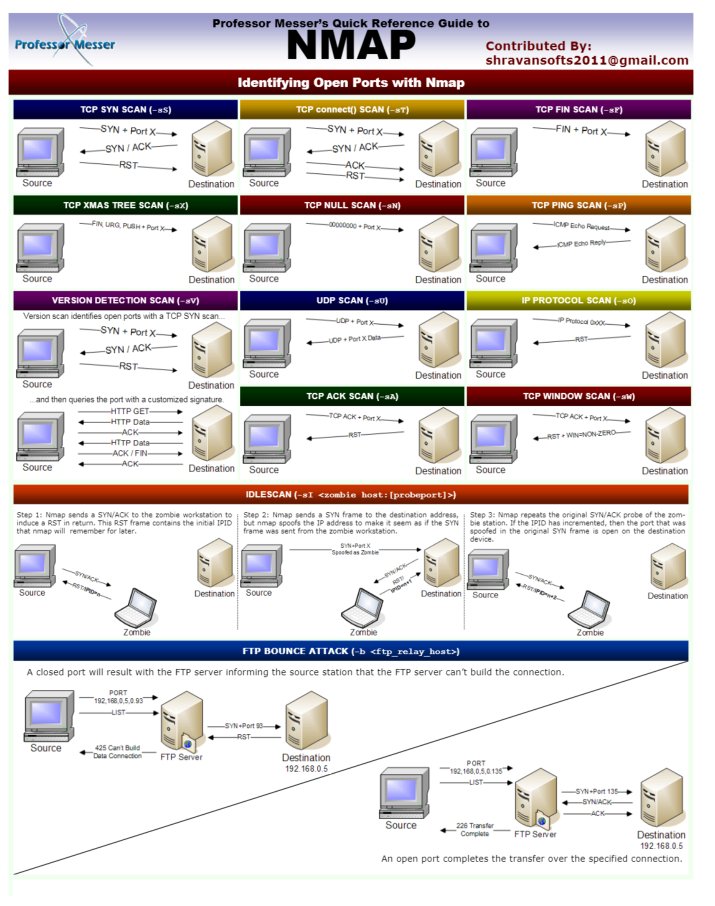 Professor Messer's Quick Reference Guide to
NMAP
Professor Messer
Contributed By:
shravansofts2011@gmail.com
Identifying Open Ports with Nmap
TCP SYN SCAN (-sS)
SYN + Port X
SYN / ACK
RST
Source
Destination
TCP connect() SCAN (-sT)
SYN + Port X
SYN / ACK
ACK
RST
Source
Destination
TCP FIN SCAN (-sF)
FIN + Port X
Source
Destination
TCP XMAS TREE SCAN (-sX)
FIN, URG, PUSH + Port X
Source
Destination
TCP NULL SCAN (-sN)
00000000 + Port X
Source
Destination
TCP PING SCAN (-sP)
ICMP Echo Request
ICMP Echo Reply
Source
Destination
VERSION DETECTION SCAN (-sV)
Version scan identifies open ports with a TCP SYN scan...
SYN + Port X
SYN / ACK
RST
Source
Destination
...and then queries the port with a customized signature.
HTTP GET
HTTP Data
ACK
HTTP Data
ACK / FIN
ACK
Source
Destination
UDP SCAN (-sU)
UDP + Port X
UDP + Port X Data
Source
Destination
IP PROTOCOL SCAN (-sO)
IP Protocol 0xXX
RST
Source
Destination
TCP ACK SCAN (-sA)
TCP ACK + Port X
RST
Source
Destination
TCP WINDOW SCAN (-sW)
TCP ACK + Port X
RST + WIN=NON-ZERO
Source
Destination
IDLESCAN (-sI <zombie host:[probeport]>)
Step 1: Nmap sends a SYN/ACK to the zombie workstation to
induce a RST in return. This RST frame contains the initial IPID
that nmap will remember for later.
SYN/ACK
Source
Destination
Zombie
Step 2: Nmap sends a SYN frame to the destination address,
but nmap spoofs the IP address to make it seem as if the SYN
frame was sent from the zombie workstation.
SYN+Port X
Spoofed as Zombie
SYN/ACK
RST/
Source
Destination
Zombie
Step 3: Nmap repeats the original SYN/ACK probe of the zom-
bie station. If the IPID has incremented, then the port that was
spoofed in the original SYN frame is open on the destination
device.
SYN/ACK
Source
Destination
Zombie
FTP BOUNCE ATTACK (-b <ftp_relay_host>)
A closed port will result with the FTP server informing the source station that the FTP server can't build the connection.
PORT
192,168,0,5,0.93
LIST
425 Can't Build
Data Connection
Source
FTP Server
SYN+Port 93
RST
Destination
192.168.0.5
PORT
192,168,0,5,0.135
LIST
226 Transfer
Complete
Source
FTP Server
SYN+Port 135
SYN/ACK
ACK
Destination
192.168.0.5
An open port completes the transfer over the specified connection.